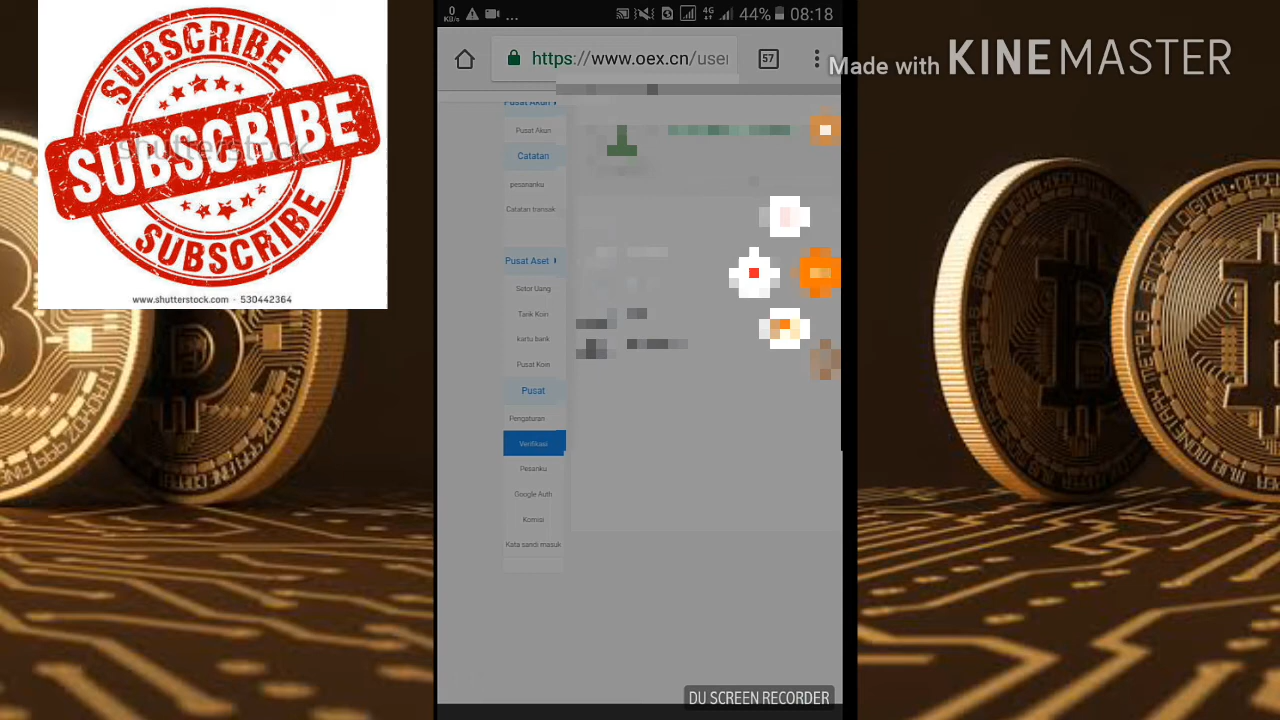 SUBSCRIBE
SUBSCRIBE
SUBSCRIBE
shutterstock
www.shutterstock.com · 530442364
0
KB/s
...
4G
44%
08:18
https://www.oex.cn/user
57
Made with KINEMASTER
Pusat Akun
Pusat Akun
Catatan
pesananku
Catatan transak
Pusat Aset
Setor Uang
Tarik Koin
kartu bank
Pusat Koin
Pusat
Pengaturan
Verifikasi
Pesanku
Google Auth
Komisi
Kata sandi masuk
DU SCREEN RECORDER